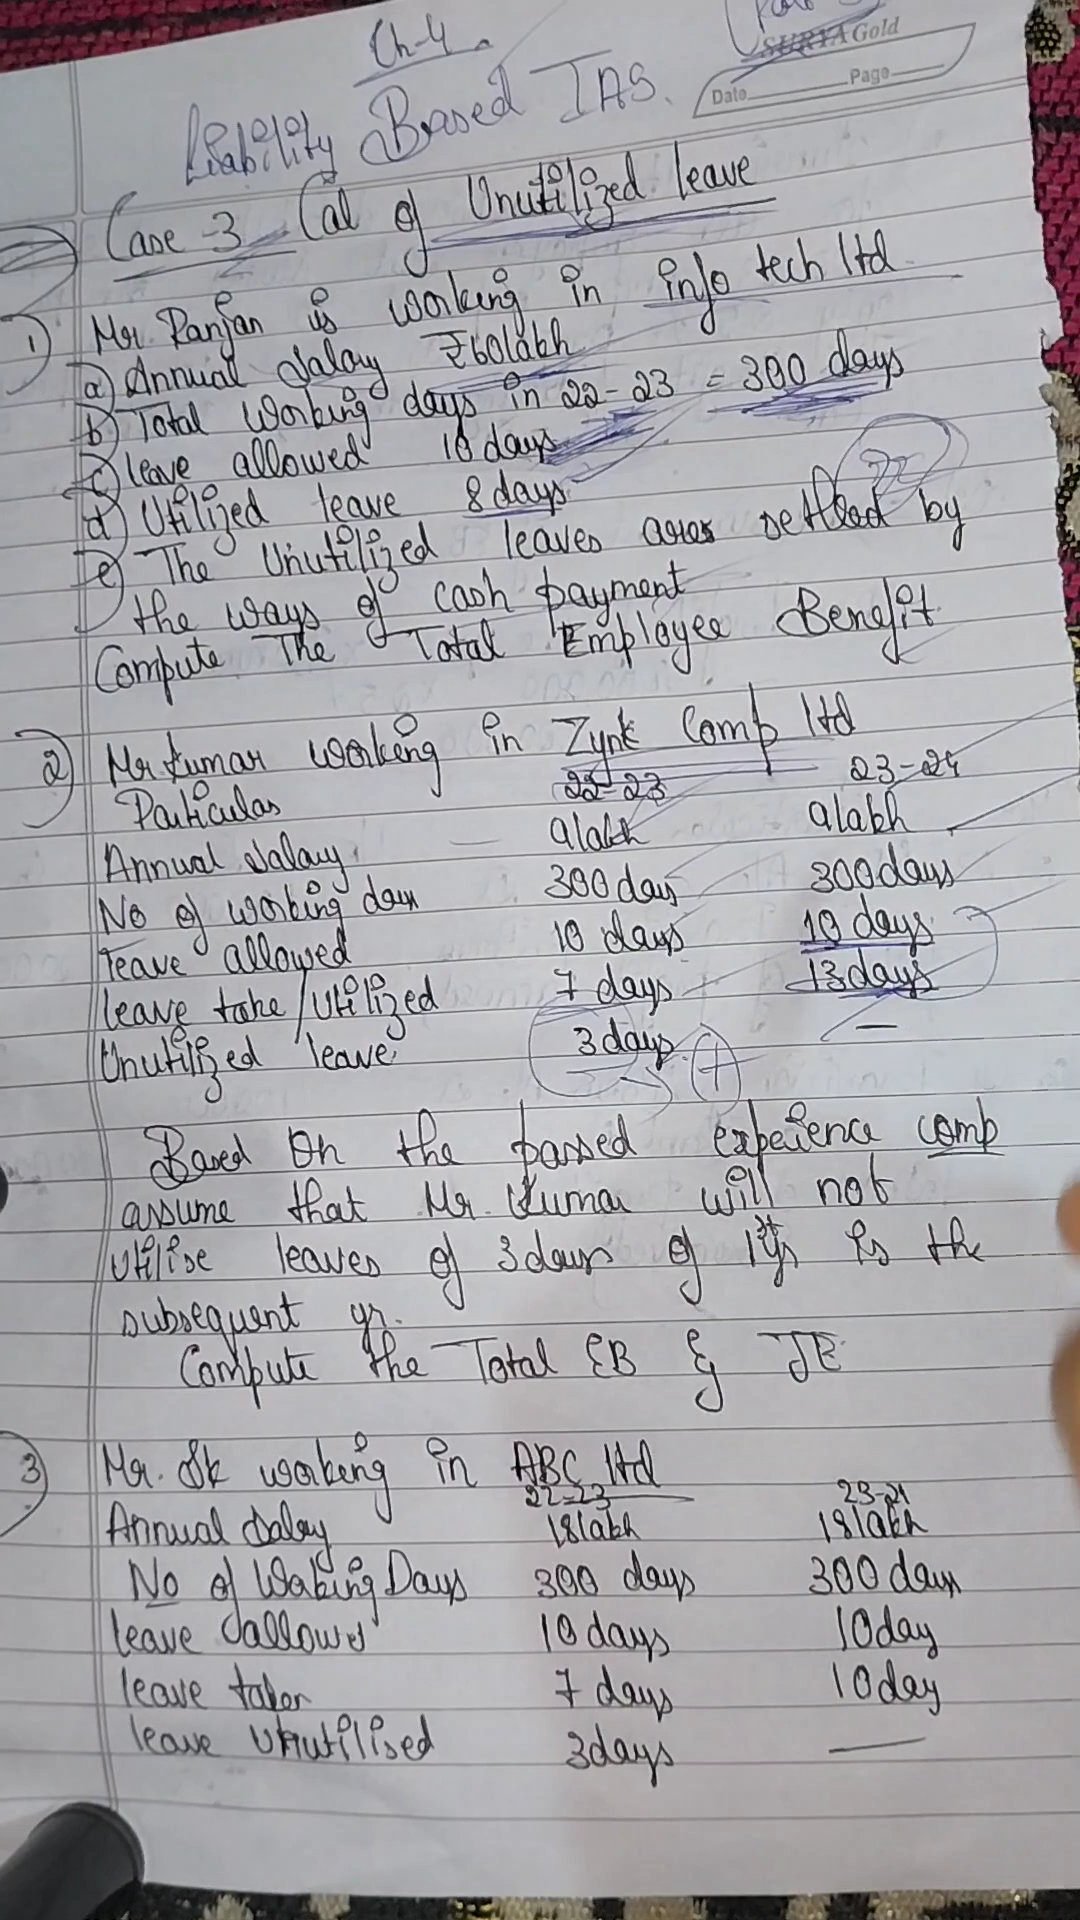 Ch-4
SURYA Gold
Date Page
Liability Based IAS.
Case-3 Cal of Unutilized leave
1) Mr. Ranjan is working in info tech ltd
a) Annual Salary ₹60lakh
b) Total Working days in 22-23 = 300 days
c) leave allowed 10 days
d) Utilized leave 8 days
e) The Unutilized leaves are settled by
the ways of cash payment
Compute The Total Employee Benefit
2) Mr Kumar working in Zynk Comp ltd
Particulas 22-23 23-24
Annual Salary 9lakh 9lakh
No of working days 300 days 300 days
leave allowed 10 days 10 days
leave take/Utilized 7 days 13 days
Unutilized leave 3 days —
+
Based On the passed expeience comp
assume that Mr. Kumar will not
Utilise leaves of 3 days of 1st yr is the
subsequent yr.
Compute the Total EB & JE
3) Mr. Sk working in ABC ltd
22-23 23-24
Annual Salay 18lakh 18lakh
No of Woking Days 300 days 300 days
leave allowed 10 days 10 day
leave taken 7 days 10 day
leave Unutilised 3 days —